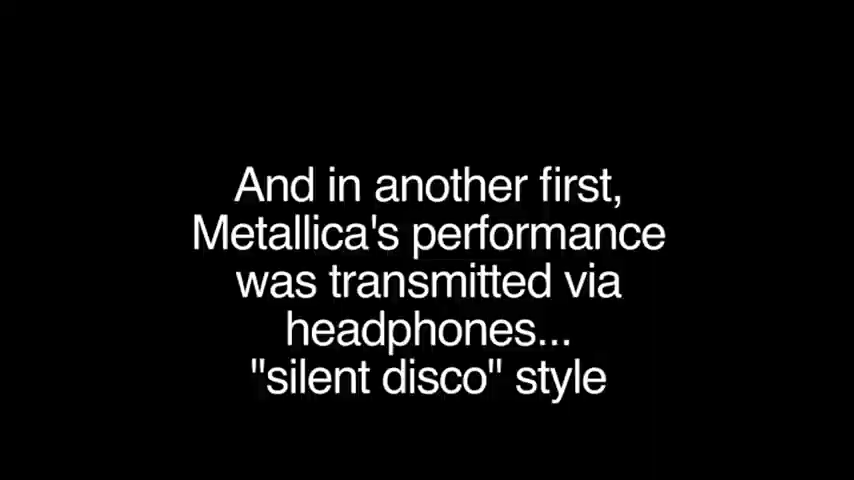 And in another first,
Metallica's performance
was transmitted via
headphones...
"silent disco" style